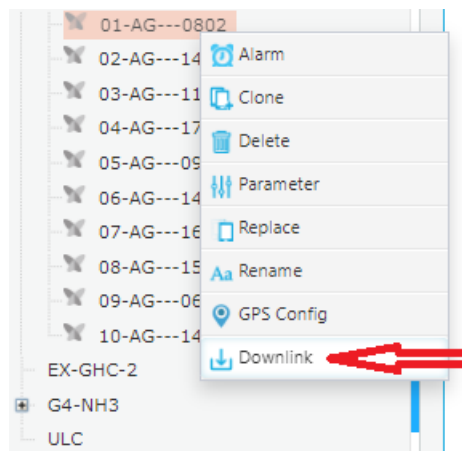 01-AG---0802
02-AG---14
Alarm
03-AG---11
Clone
04-AG---17
Delete
05-AG---09
Parameter
06-AG---14
Replace
07-AG---16
08-AG---15
Rename
09-AG---06
GPS Config
10-AG---14
Downlink
EX-GHC-2
G4-NH3
ULC